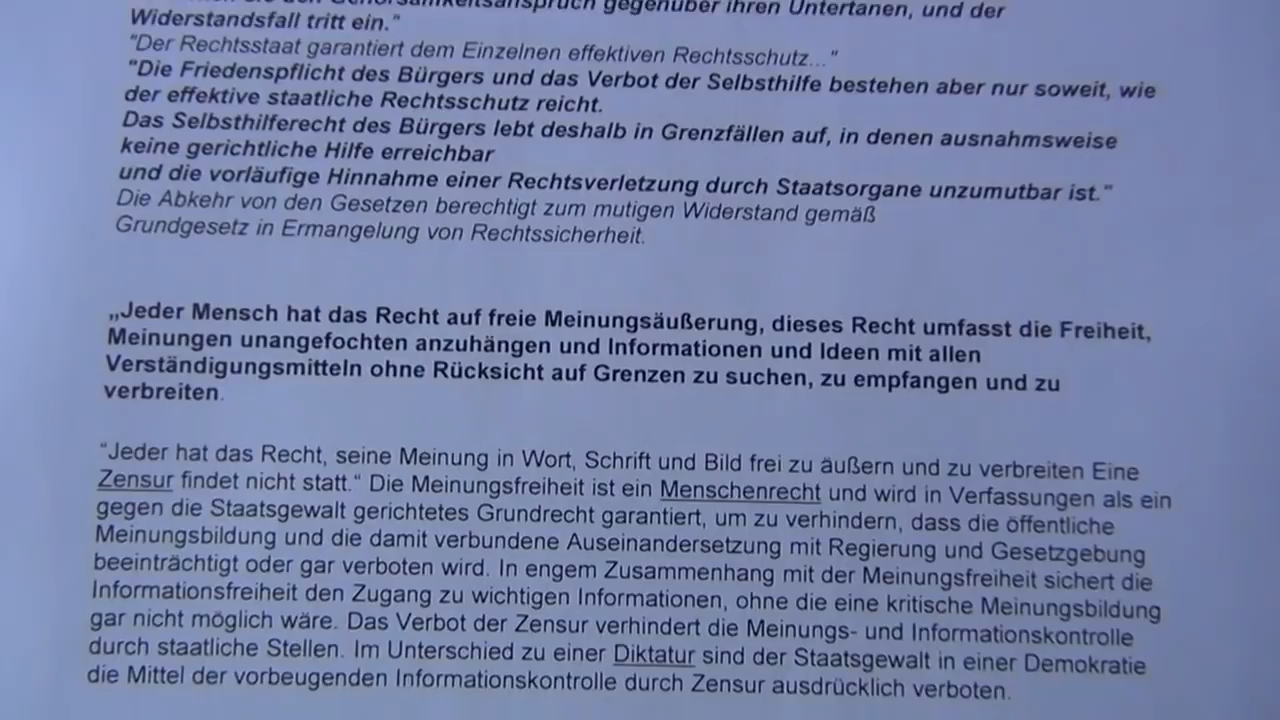 gegenüber ihren Untertanen, und der
Widerstandsfall tritt ein."
"Der Rechtsstaat garantiert dem Einzelnen effektiven Rechtsschutz..."
"Die Friedenspflicht des Bürgers und das Verbot der Selbsthilfe bestehen aber nur soweit, wie
der effektive staatliche Rechtsschutz reicht.
Das Selbsthilferecht des Bürgers lebt deshalb in Grenzfällen auf, in denen ausnahmsweise
keine gerichtliche Hilfe erreichbar
und die vorläufige Hinnahme einer Rechtsverletzung durch Staatsorgane unzumutbar ist."
Die Abkehr von den Gesetzen berechtigt zum mutigen Widerstand gemäß
Grundgesetz in Ermangelung von Rechtssicherheit.
„Jeder Mensch hat das Recht auf freie Meinungsäußerung, dieses Recht umfasst die Freiheit,
Meinungen unangefochten anzuhängen und Informationen und Ideen mit allen
Verständigungsmitteln ohne Rücksicht auf Grenzen zu suchen, zu empfangen und zu
verbreiten.
“Jeder hat das Recht, seine Meinung in Wort, Schrift und Bild frei zu äußern und zu verbreiten Eine
Zensur findet nicht statt.“ Die Meinungsfreiheit ist ein Menschenrecht und wird in Verfassungen als ein
gegen die Staatsgewalt gerichtetes Grundrecht garantiert, um zu verhindern, dass die öffentliche
Meinungsbildung und die damit verbundene Auseinandersetzung mit Regierung und Gesetzgebung
beeinträchtigt oder gar verboten wird. In engem Zusammenhang mit der Meinungsfreiheit sichert die
Informationsfreiheit den Zugang zu wichtigen Informationen, ohne die eine kritische Meinungsbildung
gar nicht möglich wäre. Das Verbot der Zensur verhindert die Meinungs- und Informationskontrolle
durch staatliche Stellen. Im Unterschied zu einer Diktatur sind der Staatsgewalt in einer Demokratie
die Mittel der vorbeugenden Informationskontrolle durch Zensur ausdrücklich verboten.